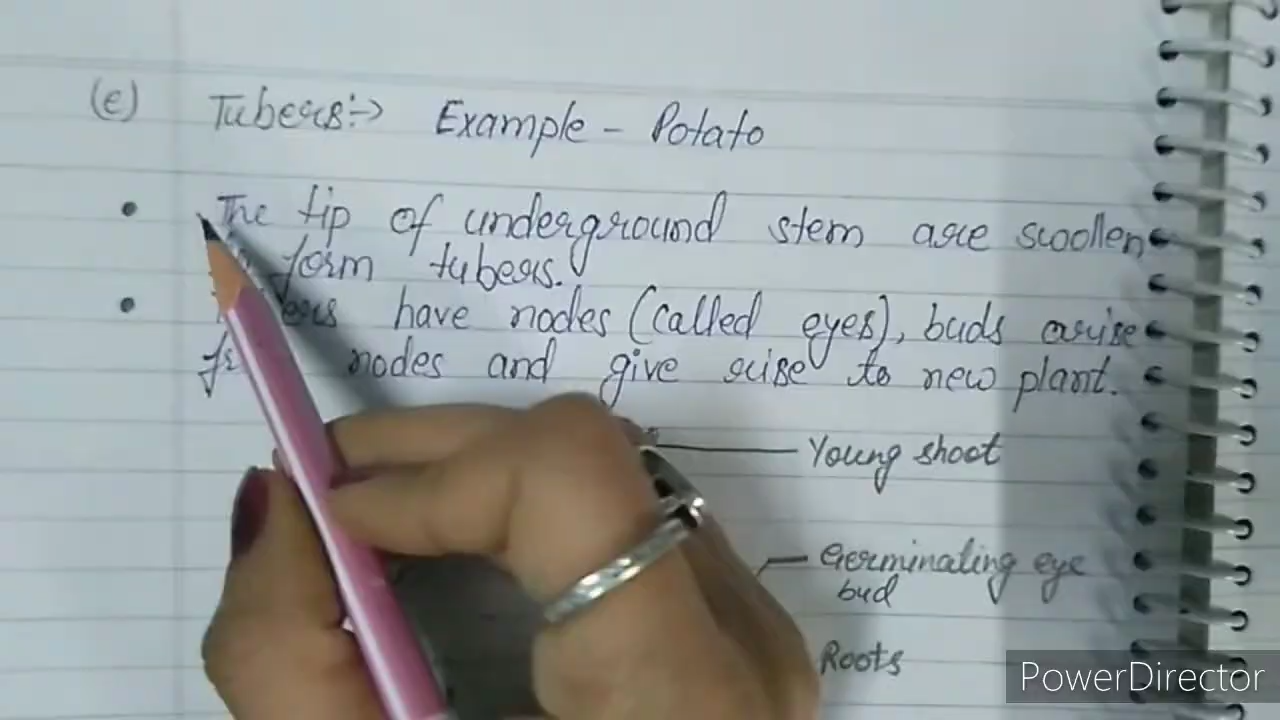 (e) Tubers:-> Example - Potato
• The tip of underground stem are swollen
form tubers.
• have nodes (called eyes), buds arise
nodes and give rise to new plant.
Young shoot
Germinating eye
bud
Roots
PowerDirector